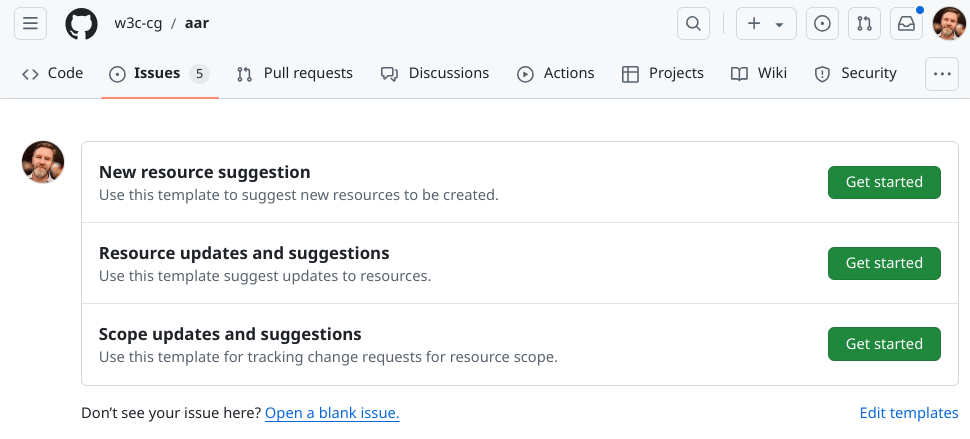 w3c-cg / aar
Code Issues 5 Pull requests Discussions Actions Projects Wiki Security
New resource suggestion
Use this template to suggest new resources to be created.
Get started
Resource updates and suggestions
Use this template suggest updates to resources.
Get started
Scope updates and suggestions
Use this template for tracking change requests for resource scope.
Get started
Don’t see your issue here? Open a blank issue. Edit templates